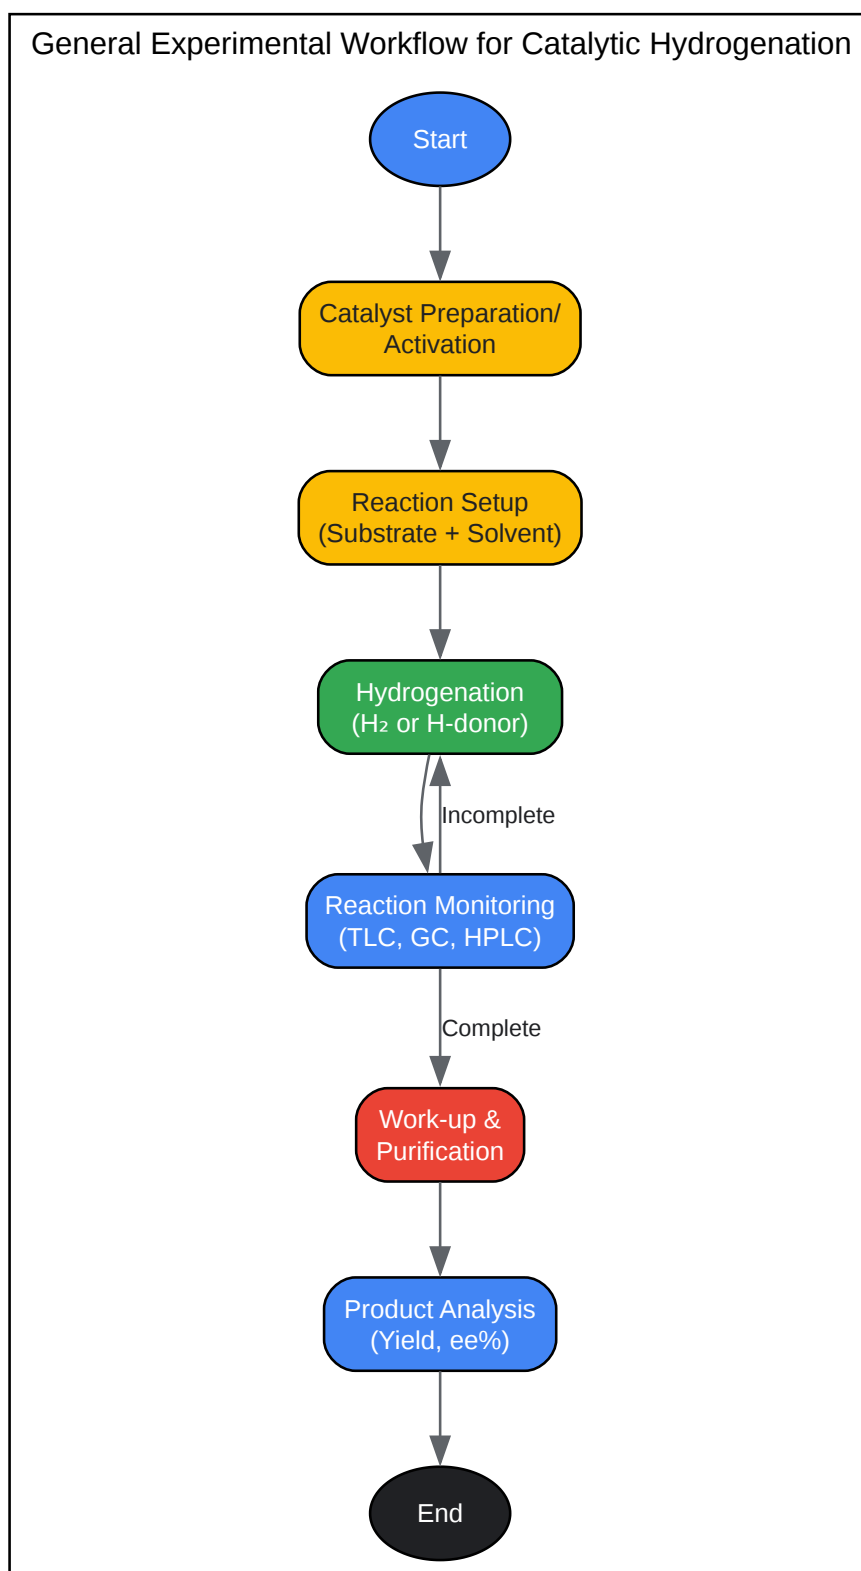 General Experimental Workflow for Catalytic Hydrogenation
Start
Catalyst Preparation/
Activation
Reaction Setup
(Substrate + Solvent)
Hydrogenation
(H₂ or H-donor)
Incomplete
Reaction Monitoring
(TLC, GC, HPLC)
Complete
Work-up &
Purification
Product Analysis
(Yield, ee%)
End